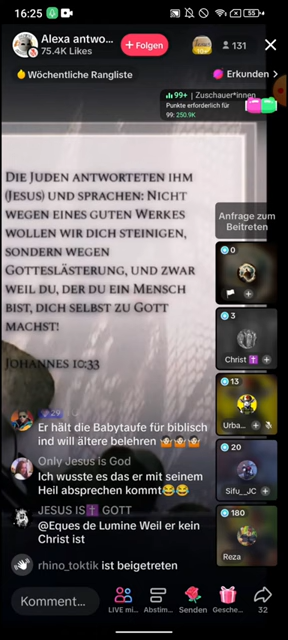 16:25
55
Alexa antwo...
75.4K Likes
+ Folgen
131
Wöchentliche Rangliste
Erkunden >
99+ | Zuschauer*innen
Punkte erforderlich für
99: 250.9K
DIE JUDEN ANTWORTETEN IHM
(JESUS) UND SPRACHEN: NICHT
WEGEN EINES GUTEN WERKES
WOLLEN WIR DICH STEINIGEN,
SONDERN WEGEN
GOTTESLÄSTERUNG, UND ZWAR
WEIL DU, DER DU EIN MENSCH
BIST, DICH SELBST ZU GOTT
MACHST!
JOHANNES 10:33
Anfrage zum
Beitreten
0
3
Christ ✝️
13
Urba...
20
Sifu_JC
180
Reza
Er hält die Babytaufe für biblisch
ind will ältere belehren 🤷🏻🤷🏻🤷🏻
Only Jesus is God
Ich wusste es das er mit seinem
Heil absprechen kommt😂😂
JESUS IS✝️ GOTT
@Eques de Lumine Weil er kein
Christ ist
rhino_toktik ist beigetreten
Komment...
LIVE mi...
Abstim...
Senden
Gesche...
32